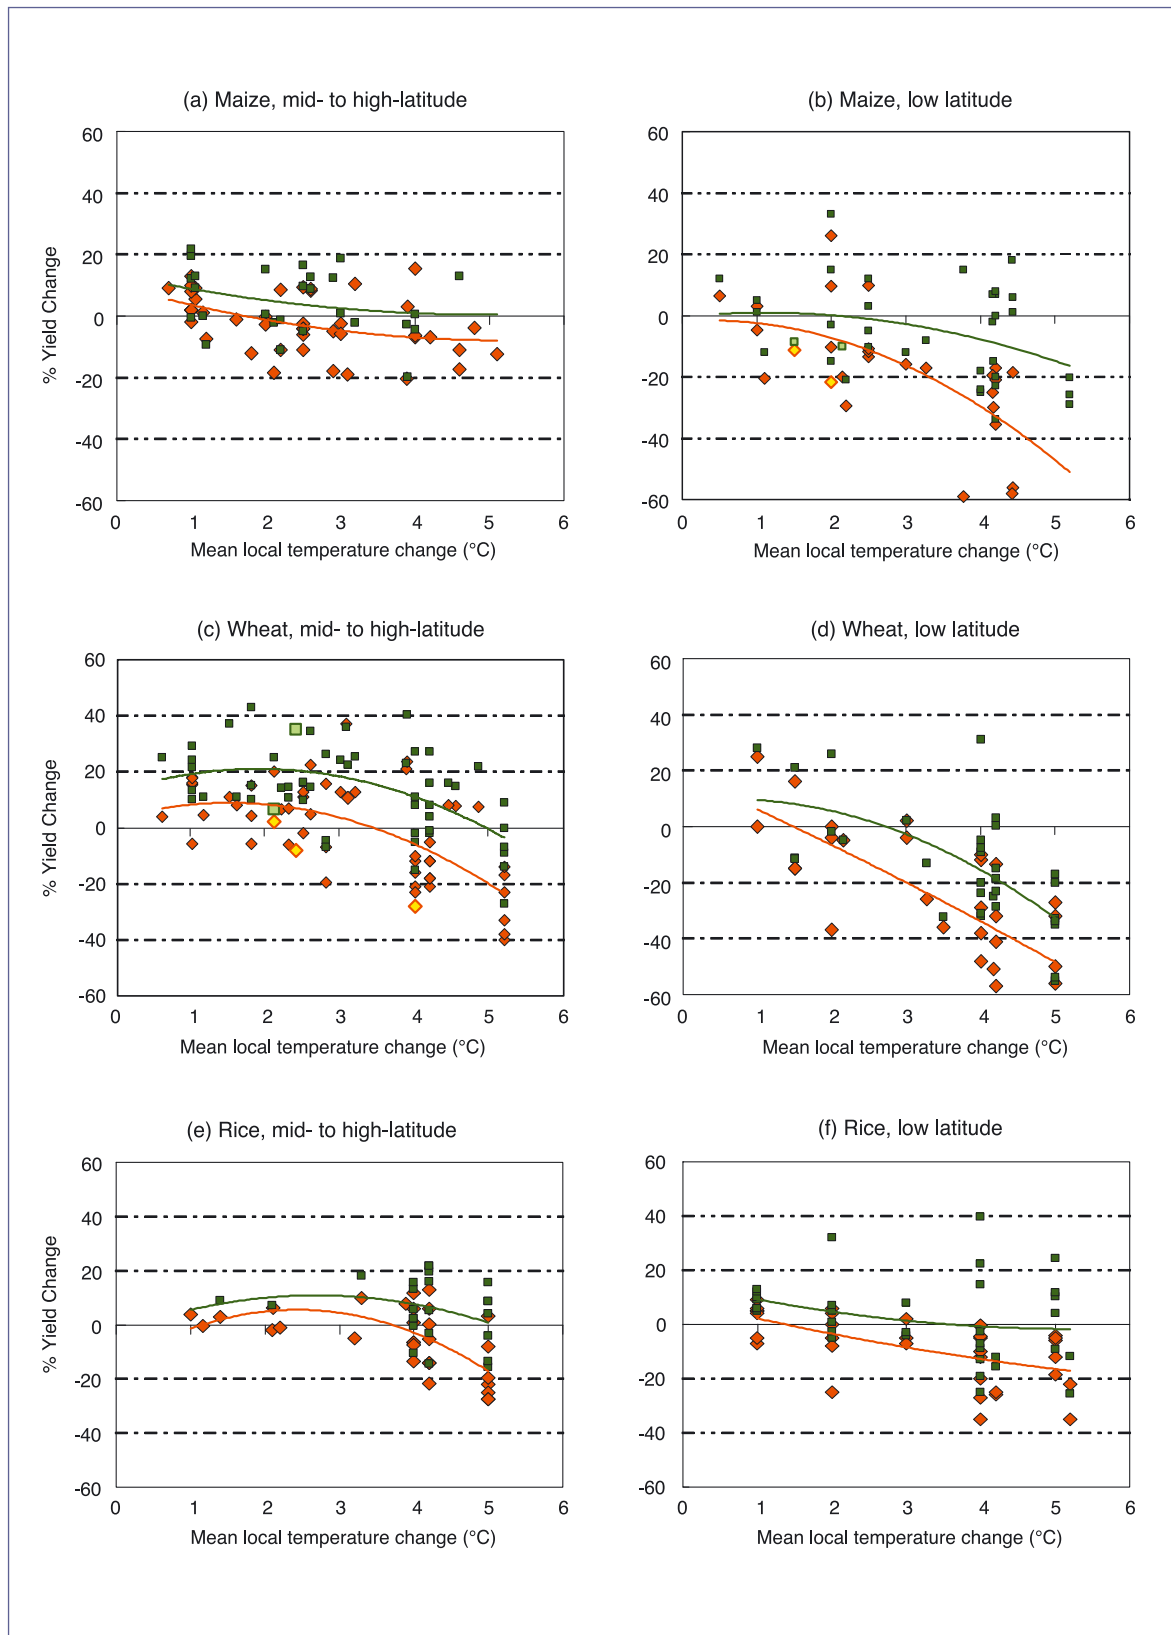 (a) Maize, mid- to high-latitude
60
40
20
0
-20
-40
-60
% Yield Change
0 1 2 3 4 5 6
Mean local temperature change (°C)
(b) Maize, low latitude
60
40
20
0
-20
-40
-60
0 1 2 3 4 5 6
Mean local temperature change (°C)
(c) Wheat, mid- to high-latitude
60
40
20
0
-20
-40
-60
% Yield Change
0 1 2 3 4 5 6
Mean local temperature change (°C)
(d) Wheat, low latitude
60
40
20
0
-20
-40
-60
0 1 2 3 4 5 6
Mean local temperature change (°C)
(e) Rice, mid- to high-latitude
60
40
20
0
-20
-40
-60
% Yield Change
0 1 2 3 4 5 6
Mean local temperature change (°C)
(f) Rice, low latitude
60
40
20
0
-20
-40
-60
0 1 2 3 4 5 6
Mean local temperature change (°C)